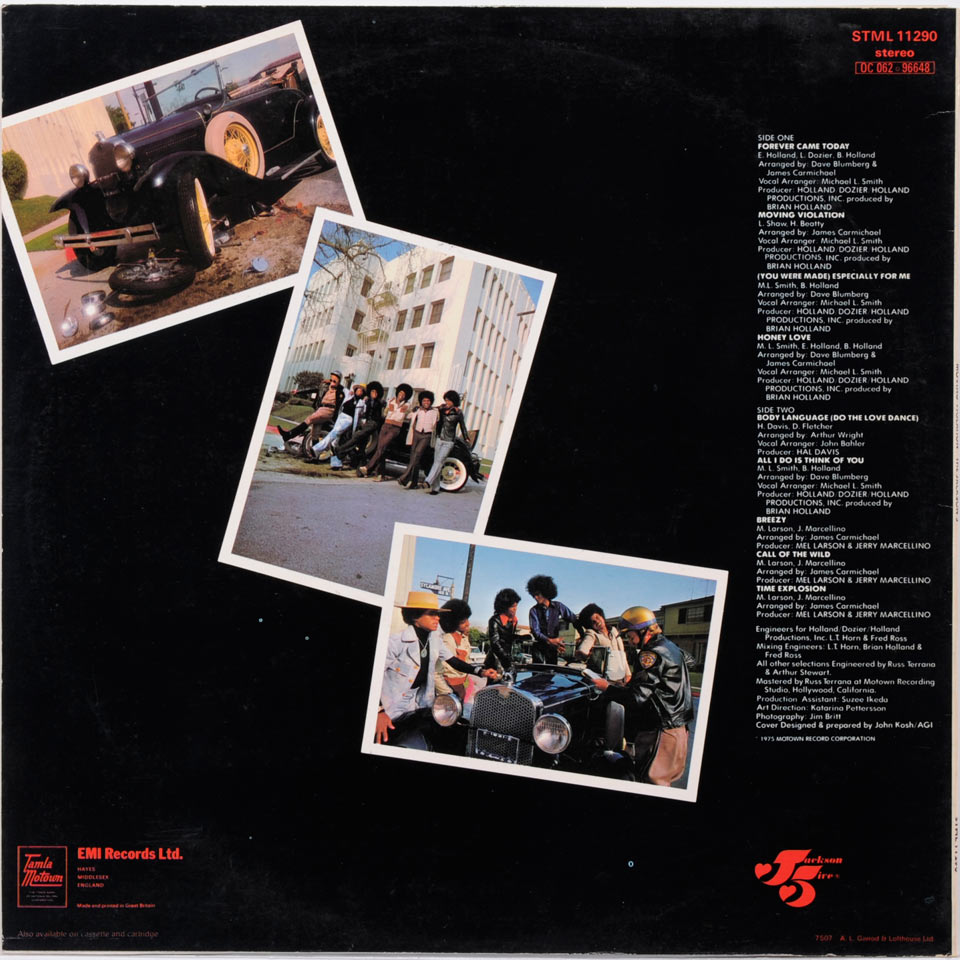 STML 11290
stereo
OC 062 · 96648
SIDE ONE
FOREVER CAME TODAY
E. Holland, L. Dozier, B. Holland
Arranged by: Dave Blumberg &
James Carmichael
Vocal Arranger: Michael L. Smith
Producer: HOLLAND/DOZIER/HOLLAND
PRODUCTIONS, INC. produced by
BRIAN HOLLAND
MOVING VIOLATION
L. Shaw, H. Beatty
Arranged by: James Carmichael
Vocal Arranger: Michael L. Smith
Producer: HOLLAND/DOZIER/HOLLAND
PRODUCTIONS, INC. produced by
BRIAN HOLLAND
(YOU WERE MADE) ESPECIALLY FOR ME
M.L. Smith, B. Holland
Arranged by: Dave Blumberg
Vocal Arranger: Michael L. Smith
Producer: HOLLAND/DOZIER/HOLLAND
PRODUCTIONS, INC. produced by
BRIAN HOLLAND
HONEY LOVE
M. L. Smith, E. Holland, B. Holland
Arranged by: Dave Blumberg &
James Carmichael
Vocal Arranger: Michael L. Smith
Producer: HOLLAND/DOZIER/HOLLAND
PRODUCTIONS, INC. produced by
BRIAN HOLLAND
SIDE TWO
BODY LANGUAGE (DO THE LOVE DANCE)
H. Davis, D. Fletcher
Arranged by: Arthur Wright
Vocal Arranger: John Bahler
Producer: HAL DAVIS
ALL I DO IS THINK OF YOU
M. L. Smith, B. Holland
Arranged by: Dave Blumberg
Vocal Arranger: Michael L. Smith
Producer: HOLLAND/DOZIER/HOLLAND
PRODUCTIONS, INC. produced by
BRIAN HOLLAND
BREEZY
M. Larson, J. Marcellino
Arranged by: James Carmichael
Producer: MEL LARSON & JERRY MARCELLINO
CALL OF THE WILD
M. Larson, J. Marcellino
Arranged by: James Carmichael
Producer: MEL LARSON & JERRY MARCELLINO
TIME EXPLOSION
M. Larson, J. Marcellino
Arranged by: James Carmichael
Producer: MEL LARSON & JERRY MARCELLINO
Engineers for Holland/Dozier/Holland
Productions, Inc. L.T. Horn & Fred Ross
Mixing Engineers: L.T. Horn, Brian Holland &
Fred Ross
All other selections Engineered by Russ Terrana
& Arthur Stewart.
Mastered by Russ Terrana at Motown Recording
Studio, Hollywood, California.
Production Assistant: Suzee Ikeda
Art Direction: Katarina Pettersson
Photography: Jim Britt
Cover Designed & prepared by John Kosh/AGI
1975 MOTOWN RECORD CORPORATION
Tamla
Motown
EMI Records Ltd.
HAYES
MIDDLESEX
ENGLAND
Made and printed in Great Britain
Also available on cassette and cartridge
Jackson
5ive
7507 A. L. Garrod & Lofthouse Ltd.